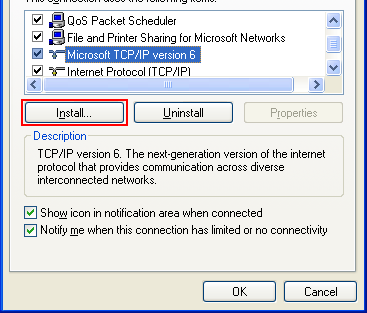 This connection uses the following items:
QoS Packet Scheduler
File and Printer Sharing for Microsoft Networks
Microsoft TCP/IP version 6
Internet Protocol (TCP/IP)
Install... Uninstall Properties
Description
TCP/IP version 6. The next-generation version of the internet
protocol that provides communication across diverse
interconnected networks.
Show icon in notification area when connected
Notify me when this connection has limited or no connectivity
OK Cancel